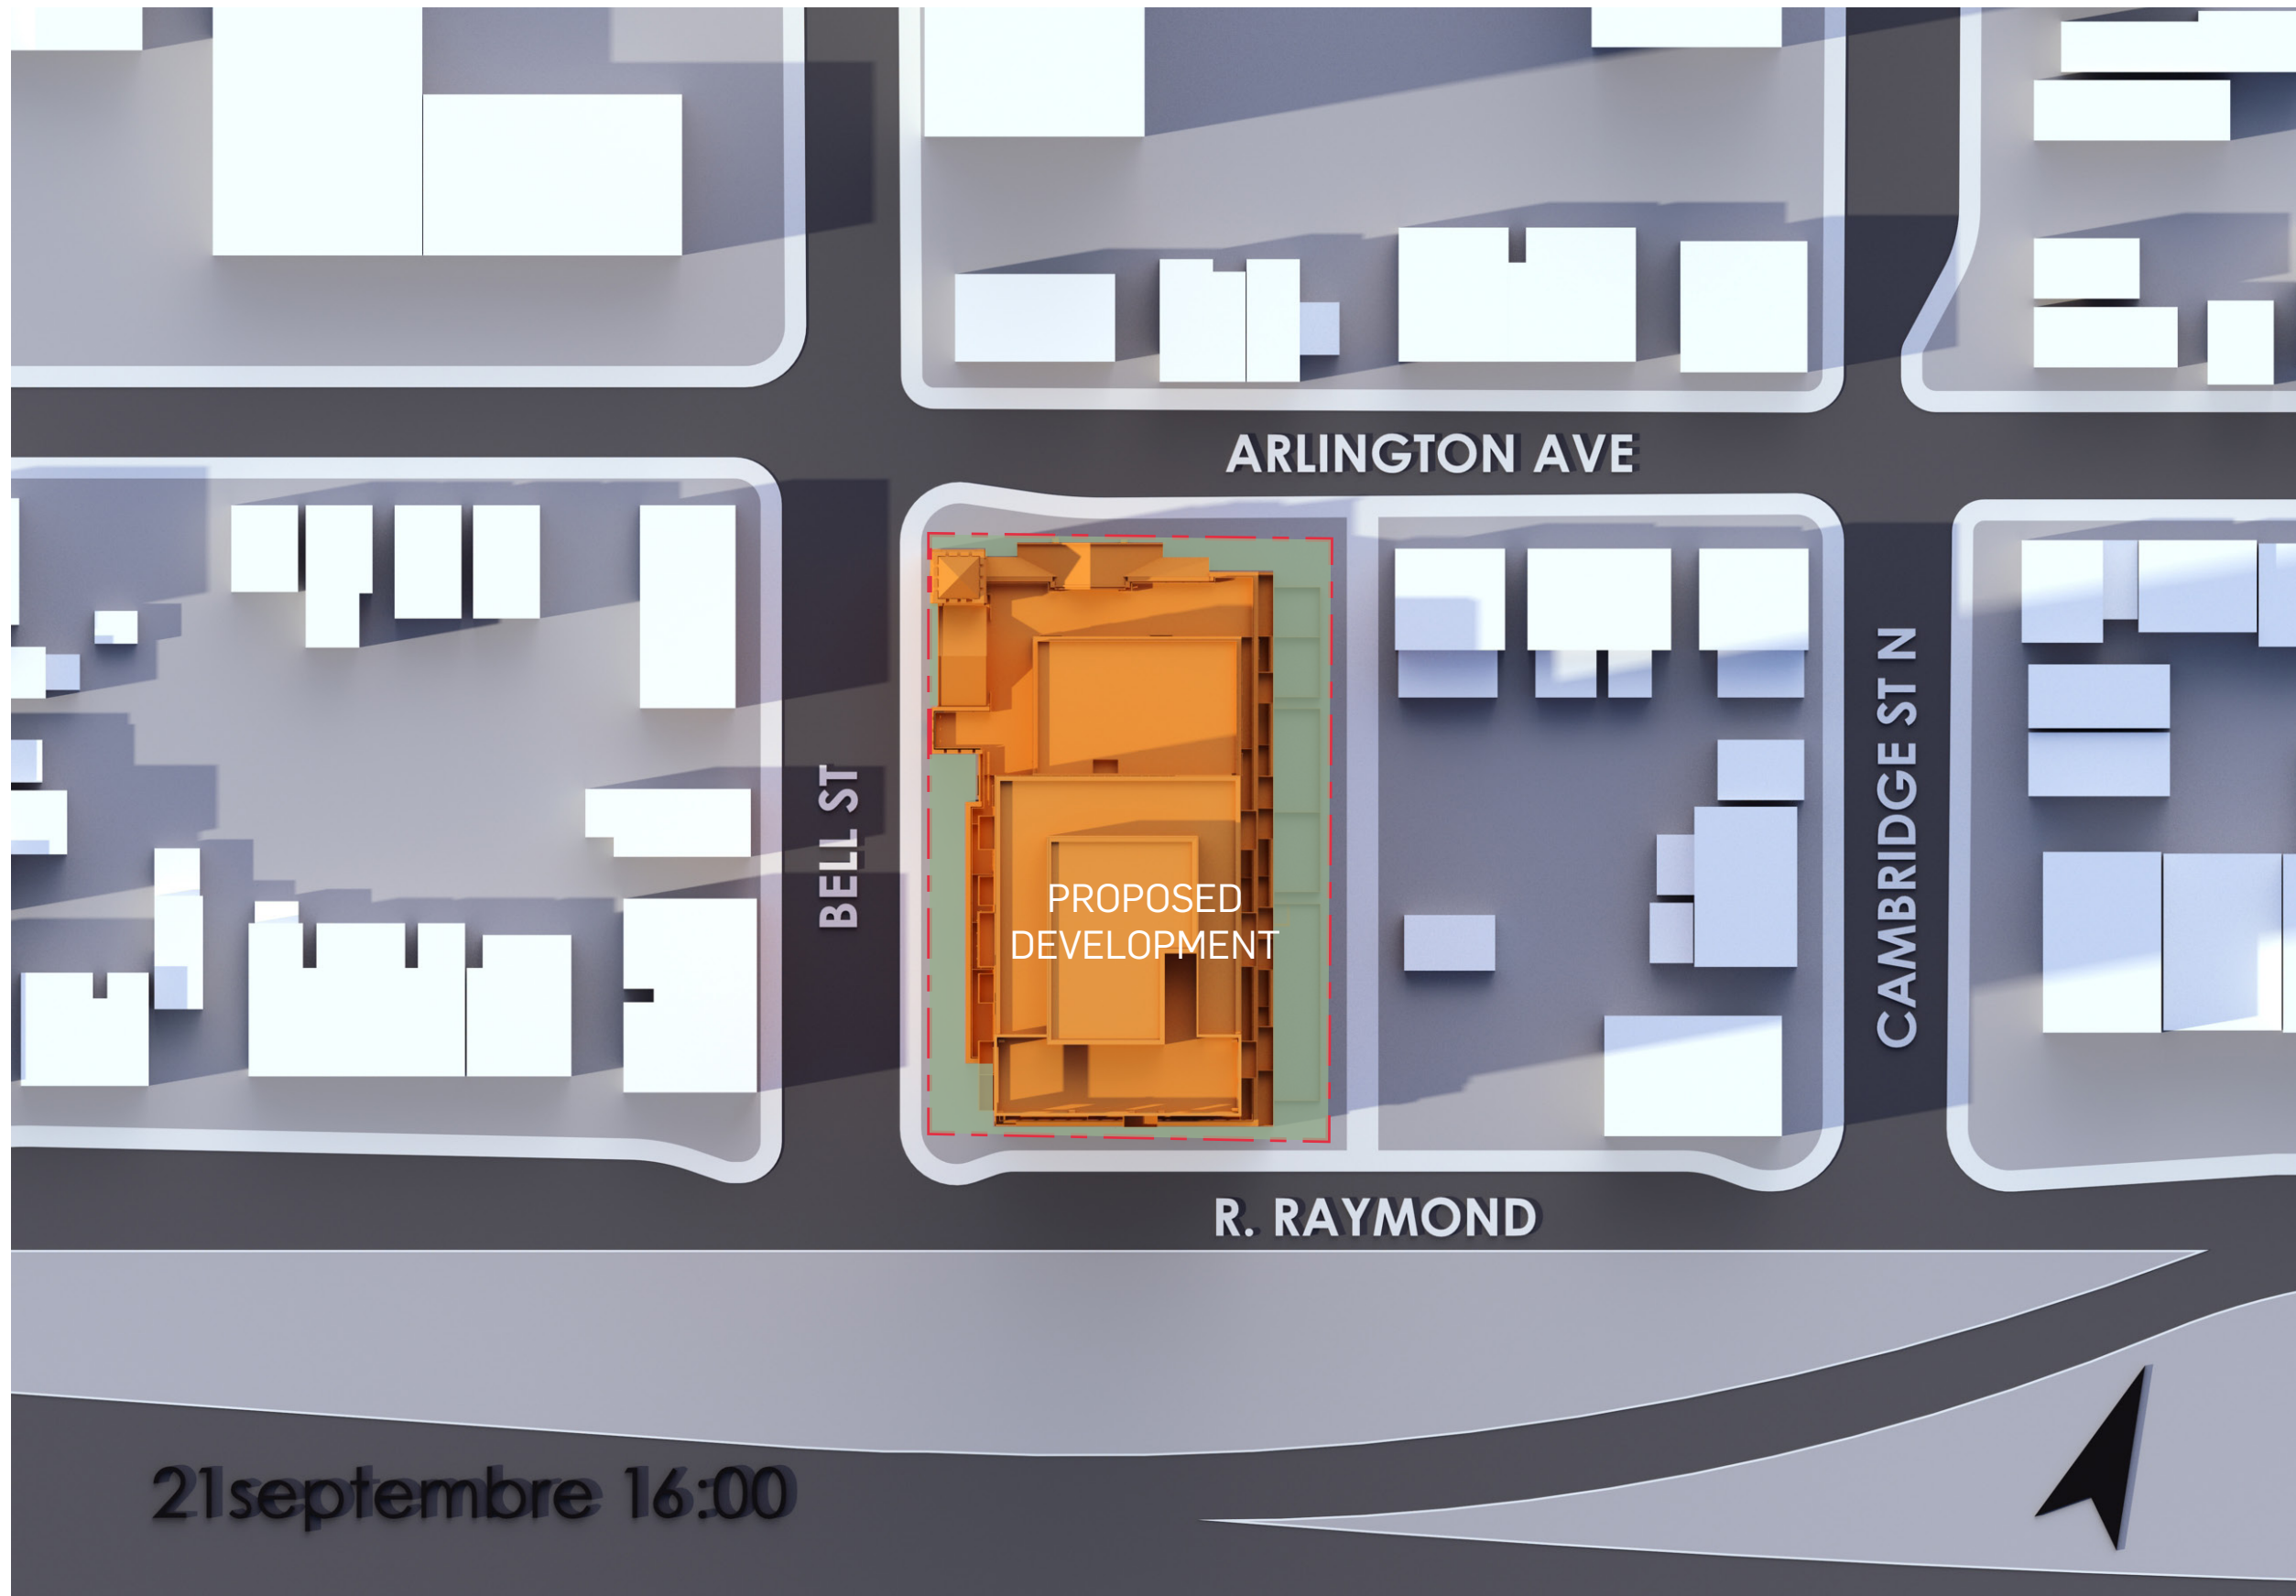 ARLINGTON AVE
BELL ST
PROPOSED
DEVELOPMENT
CAMBRIDGE ST N
R. RAYMOND
21septembre 16:00